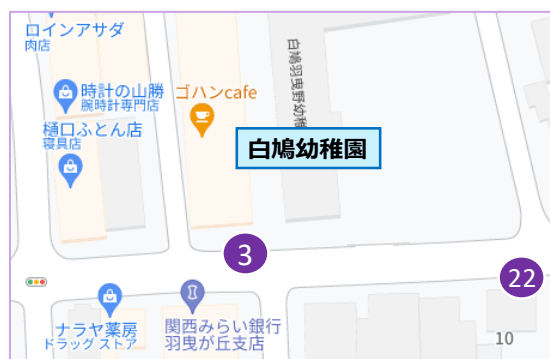 ロインアサダ
肉店
時計の山勝
腕時計専門店
ゴハンcafe
白鳩羽曳野幼稚
樋口ふとん店
寝具店
白鳩幼稚園
3
22
ナラヤ薬房
ドラッグ ストア
関西みらい銀行
羽曳が丘支店
10